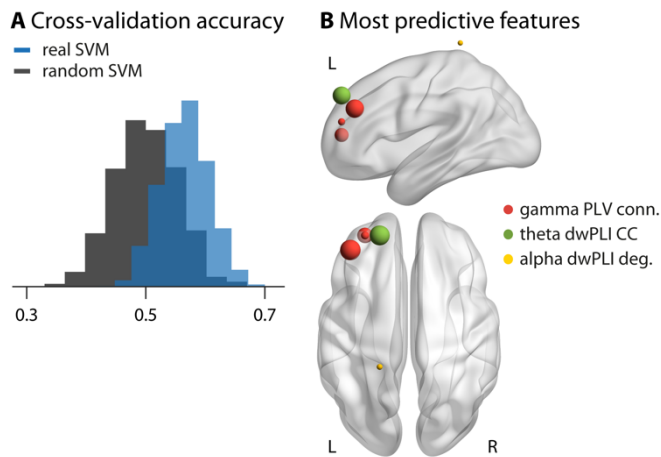 A Cross-validation accuracy
real SVM
random SVM
0.3 0.5 0.7
B Most predictive features
L
gamma PLV conn.
theta dwPLI CC
alpha dwPLI deg.
L R